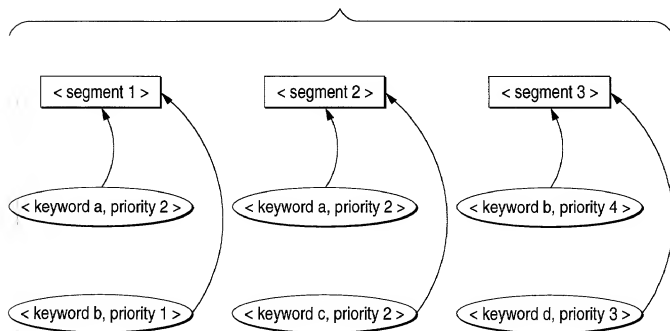 < segment 1 > < segment 2 > < segment 3 >
< keyword a, priority 2 > < keyword a, priority 2 > < keyword b, priority 4 >
< keyword b, priority 1 > < keyword c, priority 2 > < keyword d, priority 3 >